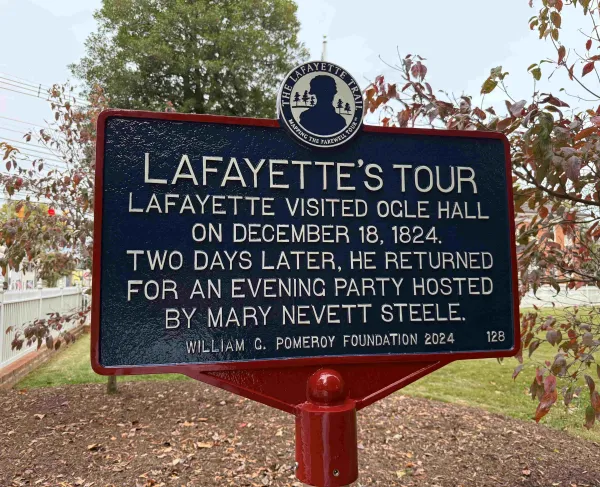 THE LAFAYETTE TRAIL
MAPPING THE FAREWELL TOUR
LAFAYETTE'S TOUR
LAFAYETTE VISITED OGLE HALL
ON DECEMBER 18, 1824.
TWO DAYS LATER, HE RETURNED
FOR AN EVENING PARTY HOSTED
BY MARY NEVETT STEELE.
WILLIAM G. POMEROY FOUNDATION 2024 128